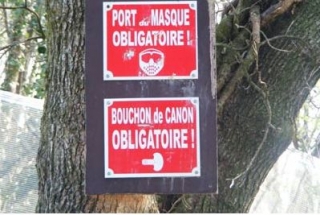 PORT du MASQUE
OBLIGATOIRE !
BOUCHON de CANON
OBLIGATOIRE !